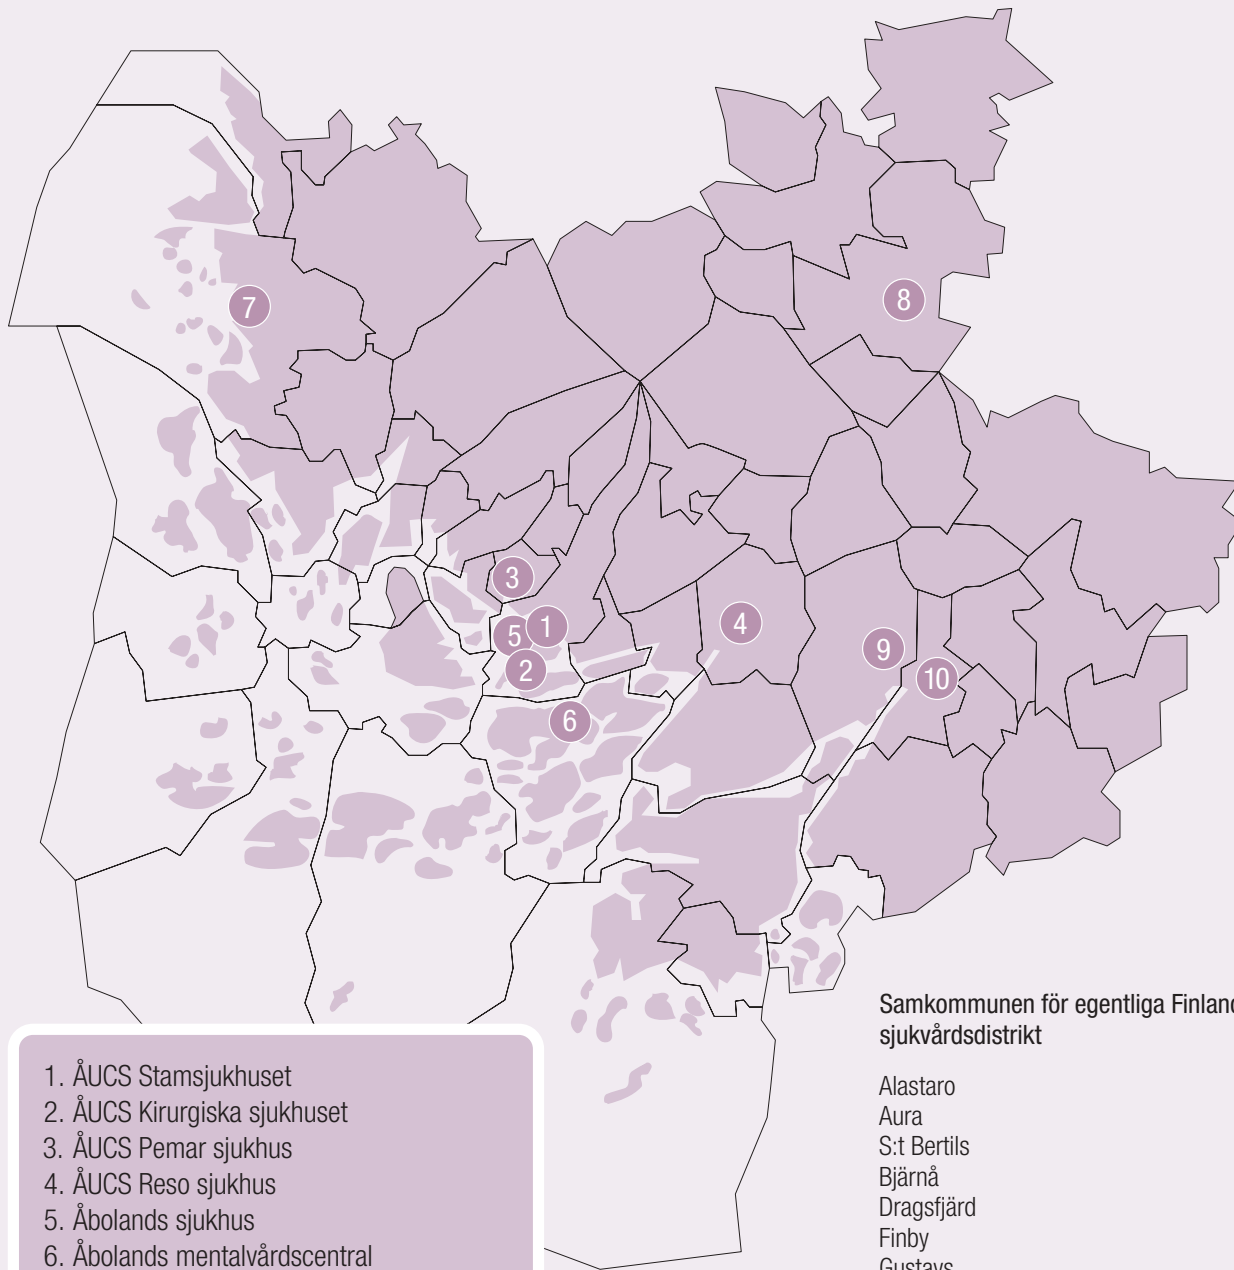 7
8
3
1
5
4
2
9
10
6
1. ÅUCS Stamsjukhuset
2. ÅUCS Kirurgiska sjukhuset
3. ÅUCS Pemar sjukhus
4. ÅUCS Reso sjukhus
5. Åbolands sjukhus
6. Åbolands mentalvårdscentral
Samkommunen för egentliga Finland
sjukvårdsdistrikt
Alastaro
Aura
S:t Bertils
Bjärnå
Dragsfjärd
Finby
Gustavs